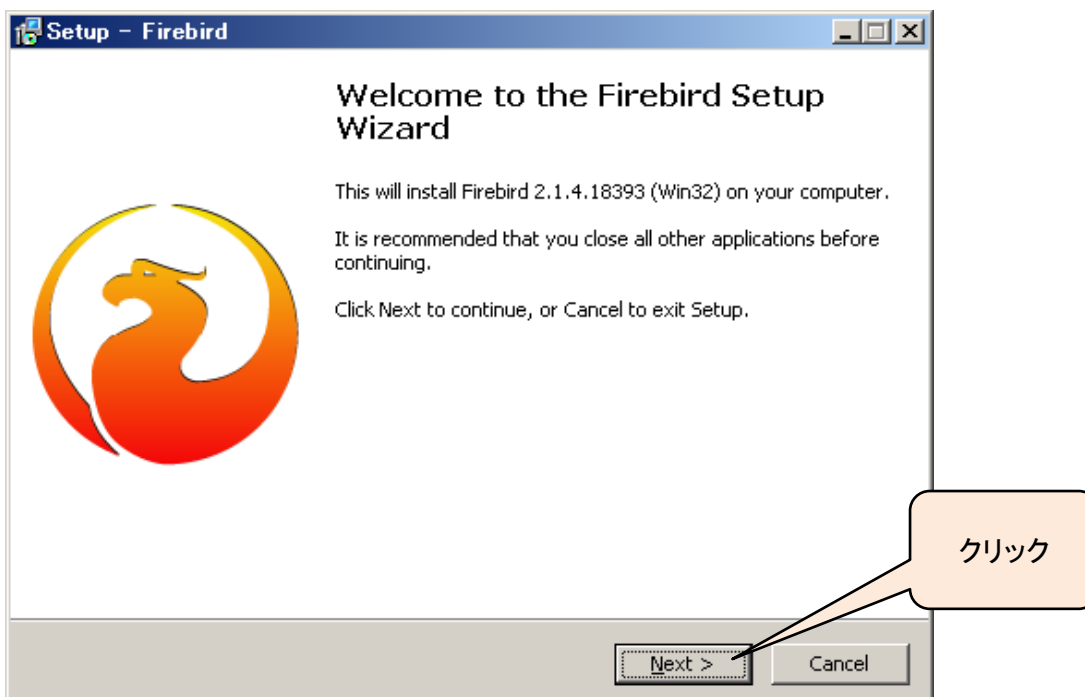 Setup - Firebird
Welcome to the Firebird Setup
Wizard
This will install Firebird 2.1.4.18393 (Win32) on your computer.
It is recommended that you close all other applications before
continuing.
Click Next to continue, or Cancel to exit Setup.
クリック
Next >
Cancel